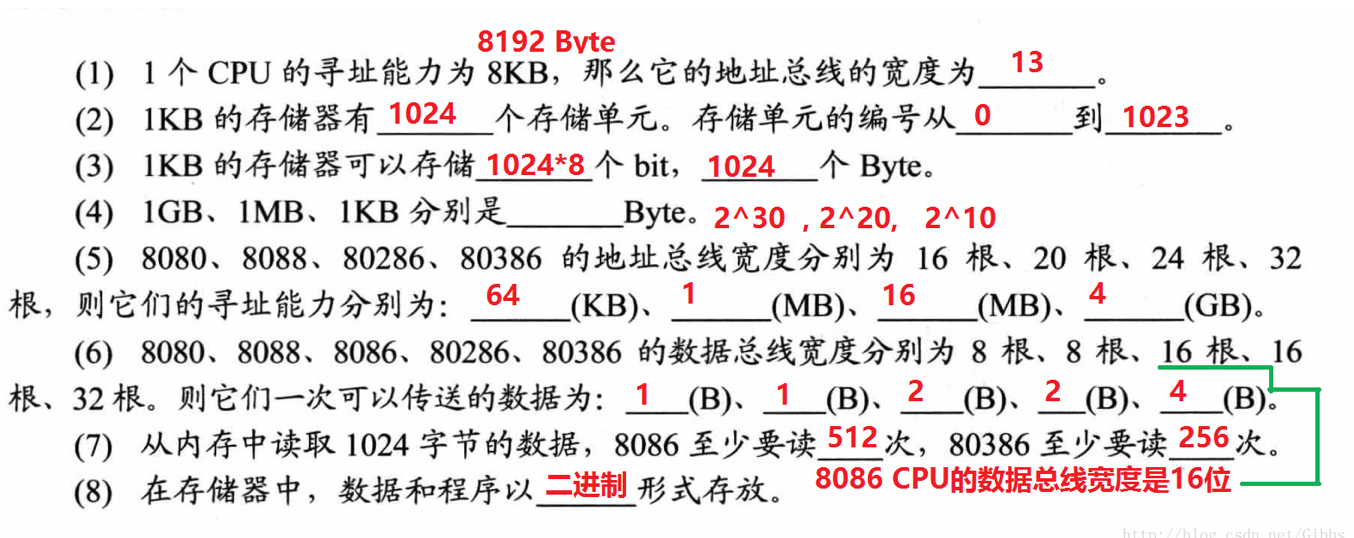 8192 Byte
(1) 1 个 CPU 的寻址能力为 8KB，那么它的地址总线的宽度为 13 。
(2) 1KB 的存储器有 1024 个存储单元。存储单元的编号从 0 到 1023 。
(3) 1KB 的存储器可以存储 1024*8 个 bit， 1024 个 Byte。
(4) 1GB、1MB、1KB 分别是______Byte。2^30 ，2^20, 2^10
(5) 8080、8088、80286、80386 的地址总线宽度分别为 16 根、20 根、24 根、32
根，则它们的寻址能力分别为： 64 (KB)、 1 (MB)、 16 (MB)、 4 (GB)。
(6) 8080、8088、8086、80286、80386 的数据总线宽度分别为 8 根、8 根、16 根、16
根、32 根。则它们一次可以传送的数据为： 1 (B)、 1 (B)、 2 (B)、 2 (B)、 4 (B)。
(7) 从内存中读取 1024 字节的数据，8086 至少要读 512 次，80386 至少要读 256 次。
(8) 在存储器中，数据和程序以 二进制 形式存放。 8086 CPU的数据总线宽度是16位
http://blog.csdn.net/Gibbs